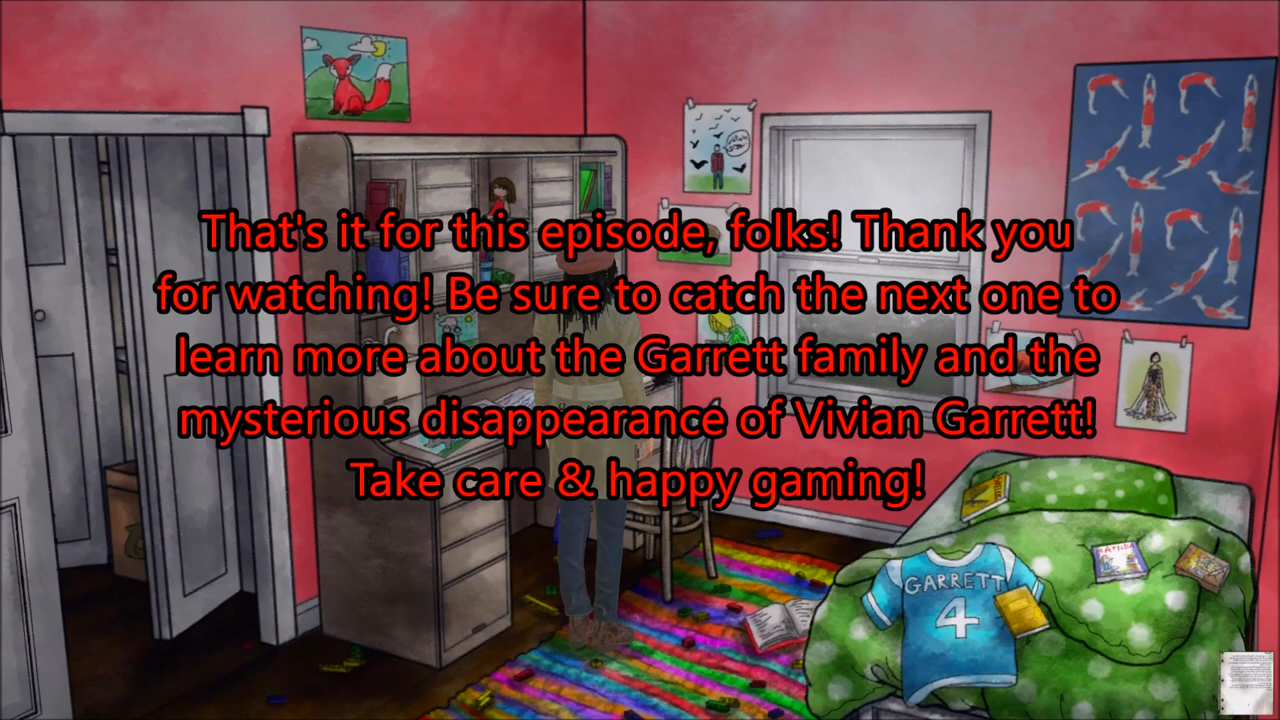 That's it for this episode, folks! Thank you
for watching! Be sure to catch the next one to
learn more about the Garrett family and the
mysterious disappearance of Vivian Garrett!
Take care & happy gaming!
MATILDA
GARRETT
4